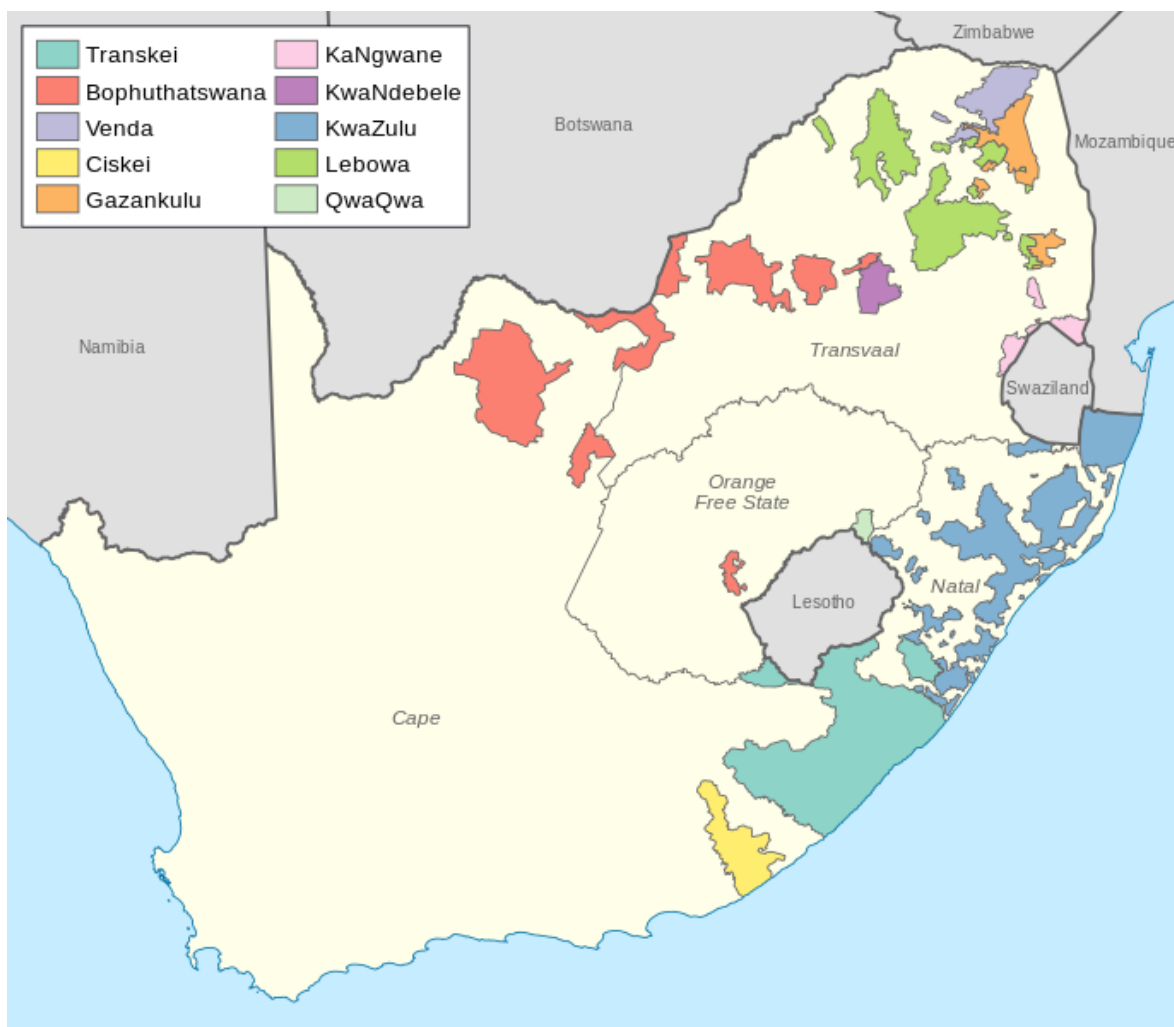 Transkei
Bophuthatswana
Venda
Ciskei
Gazankulu
KaNgwane
KwaNdebele
KwaZulu
Lebowa
QwaQwa
Zimbabwe
Botswana
Mozambique
Namibia
Transvaal
Swaziland
Orange
Free State
Natal
Lesotho
Cape